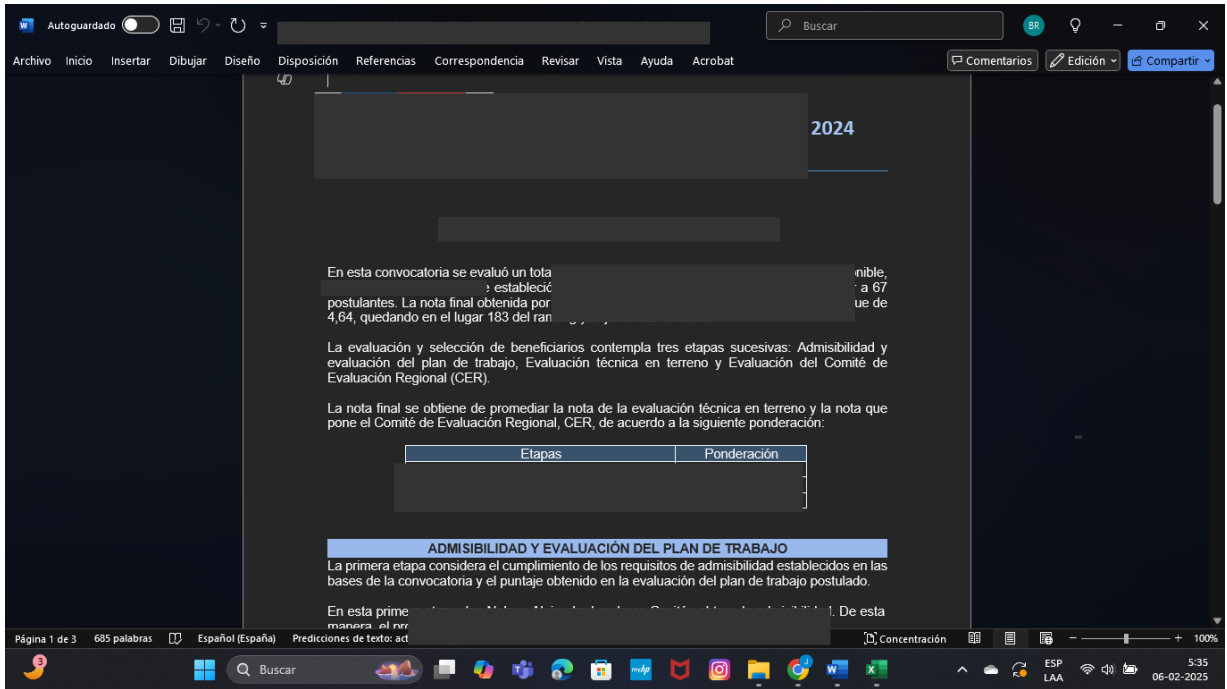 Autoguardado
Buscar
BR
Archivo Inicio Insertar Dibujar Diseño Disposición Referencias Correspondencia Revisar Vista Ayuda Acrobat
Comentarios Edición Compartir
2024
En esta convocatoria se evaluó un tota nible,
estableció a 67
postulantes. La nota final obtenida por ue de
4,64, quedando en el lugar 183 del
La evaluación y selección de beneficiarios contempla tres etapas sucesivas: Admisibilidad y
evaluación del plan de trabajo, Evaluación técnica en terreno y Evaluación del Comité de
Evaluación Regional (CER).
La nota final se obtiene de promediar la nota de la evaluación técnica en terreno y la nota que
pone el Comité de Evaluación Regional, CER, de acuerdo a la siguiente ponderación:
Etapas Ponderación
ADMISIBILIDAD Y EVALUACIÓN DEL PLAN DE TRABAJO
La primera etapa considera el cumplimiento de los requisitos de admisibilidad establecidos en las
bases de la convocatoria y el puntaje obtenido en la evaluación del plan de trabajo postulado.
En esta prime De esta
manera, el
Página 1 de 3 685 palabras Español (España) Predicciones de texto: act Concentración 100%
3
Buscar
myhp
ESP
LAA
5:35
06-02-2025